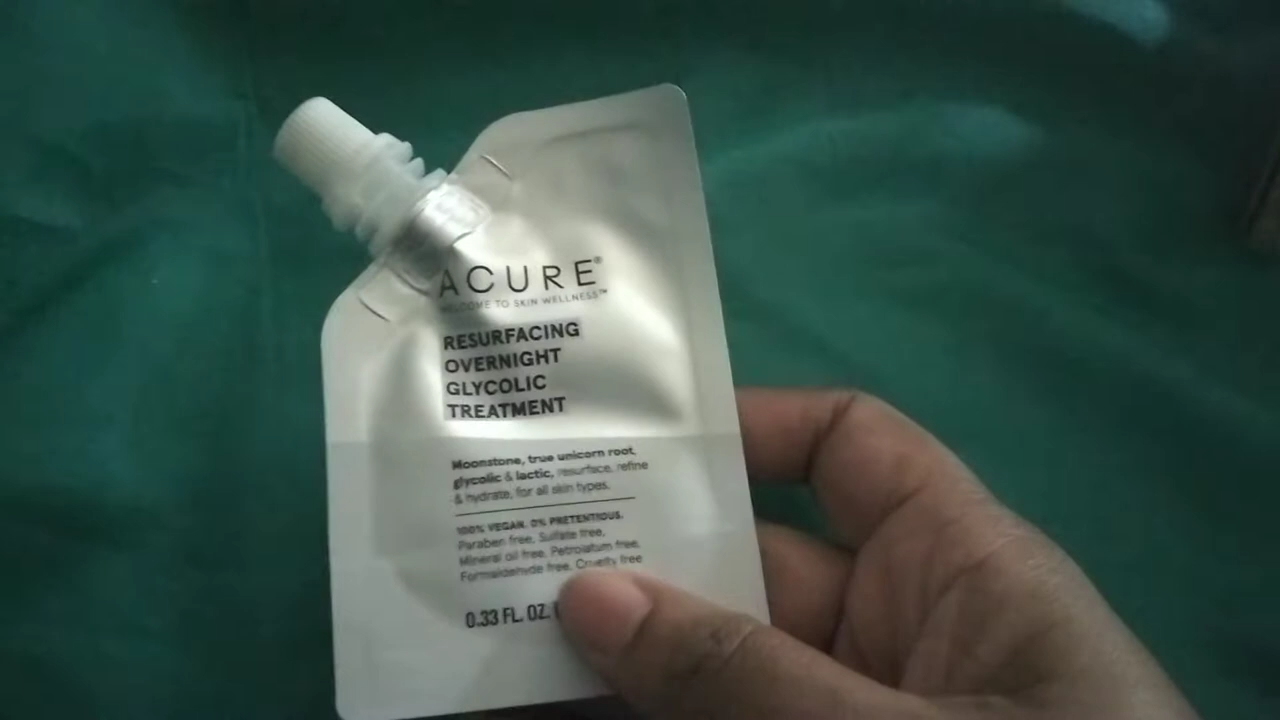 ACURE®
WELCOME TO SKIN WELLNESS™
RESURFACING
OVERNIGHT
GLYCOLIC
TREATMENT
Moonstone, true unicorn root,
glycolic & lactic, resurface, refine
& hydrate, for all skin types.
100% VEGAN. 0% PRETENTIOUS.
Paraben free, Sulfate free,
Mineral oil free, Petrolatum free,
Formaldehyde free, Cruelty free
0.33 FL. OZ.